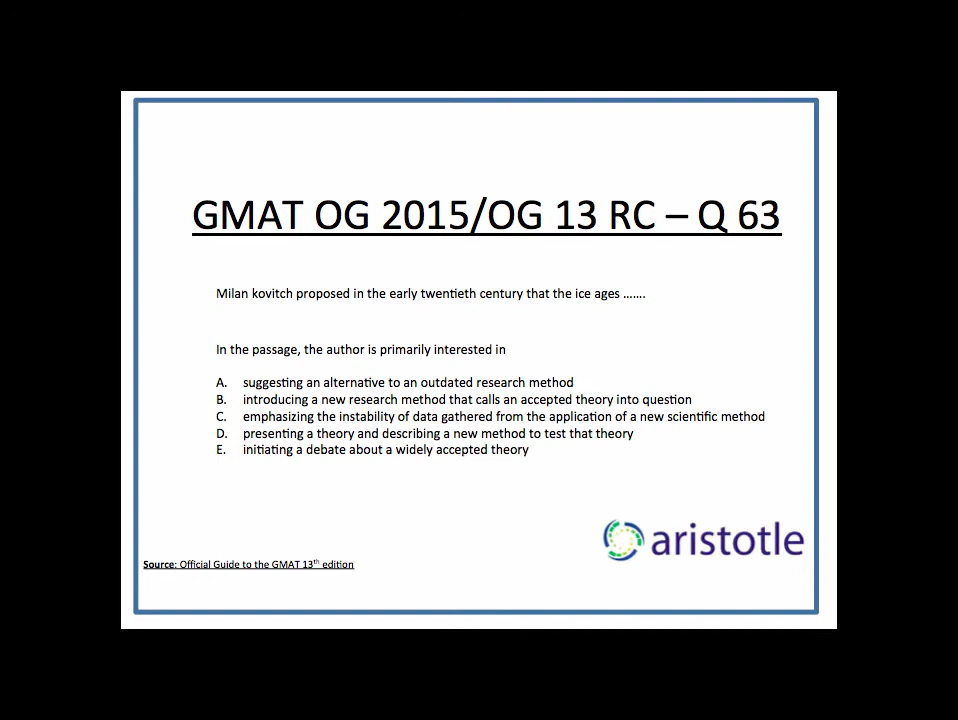 GMAT OG 2015/OG 13 RC – Q 63
Milan kovitch proposed in the early twentieth century that the ice ages …....
In the passage, the author is primarily interested in
A. suggesting an alternative to an outdated research method
B. introducing a new research method that calls an accepted theory into question
C. emphasizing the instability of data gathered from the application of a new scientific method
D. presenting a theory and describing a new method to test that theory
E. initiating a debate about a widely accepted theory
aristotle
Source: Official Guide to the GMAT 13th edition